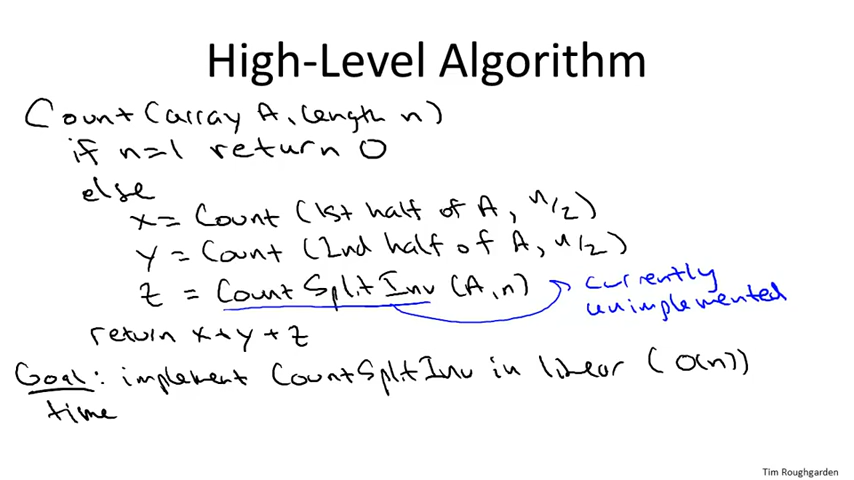 High-Level Algorithm
Count (array A, length n)
if n=1 return 0
else
x = Count (1st half of A, n/2)
y = Count (2nd half of A, n/2)
z = CountSplitInv (A,n)
currently
unimplemented
return x+y+z
Goal: implement CountSplitInv in linear (O(n))
time
Tim Roughgarden